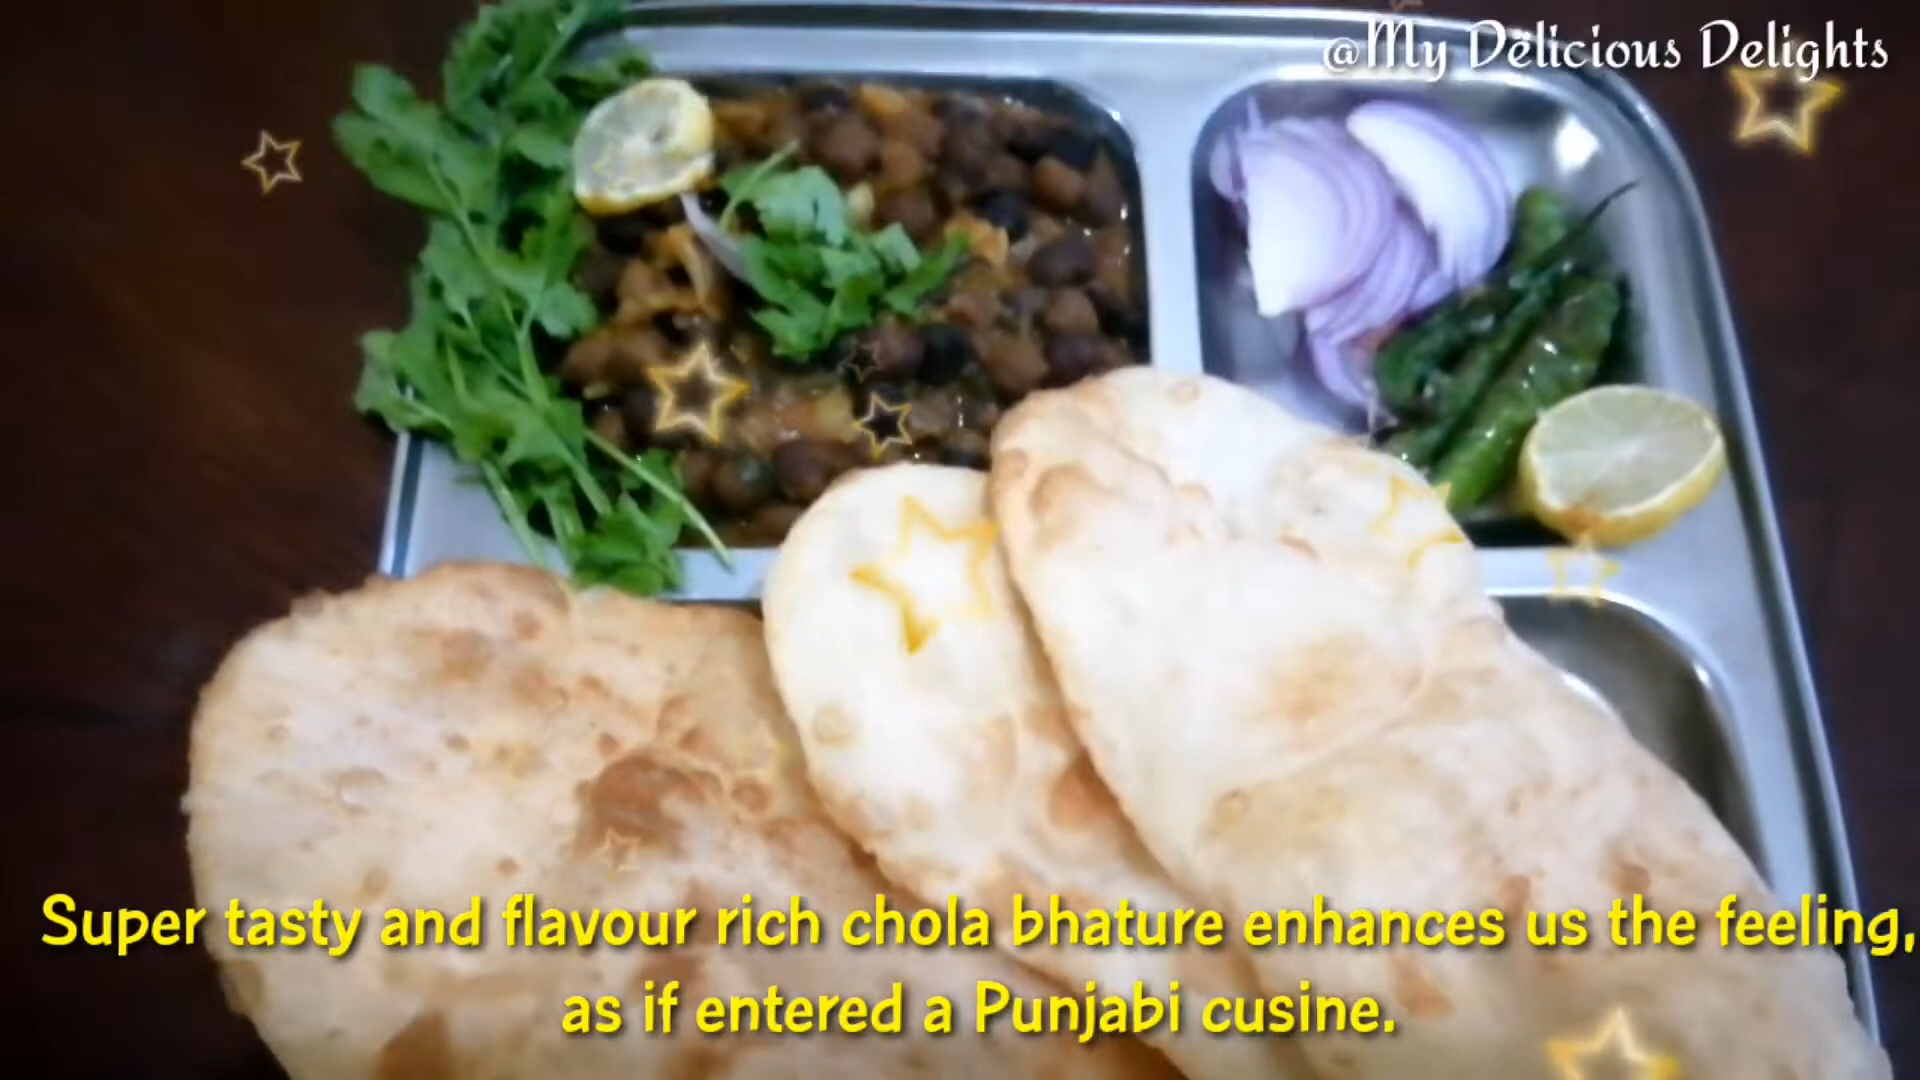 @My Delicious Delights
Super tasty and flavour rich chola bhature enhances us the feeling,
as if entered a Punjabi cusine.